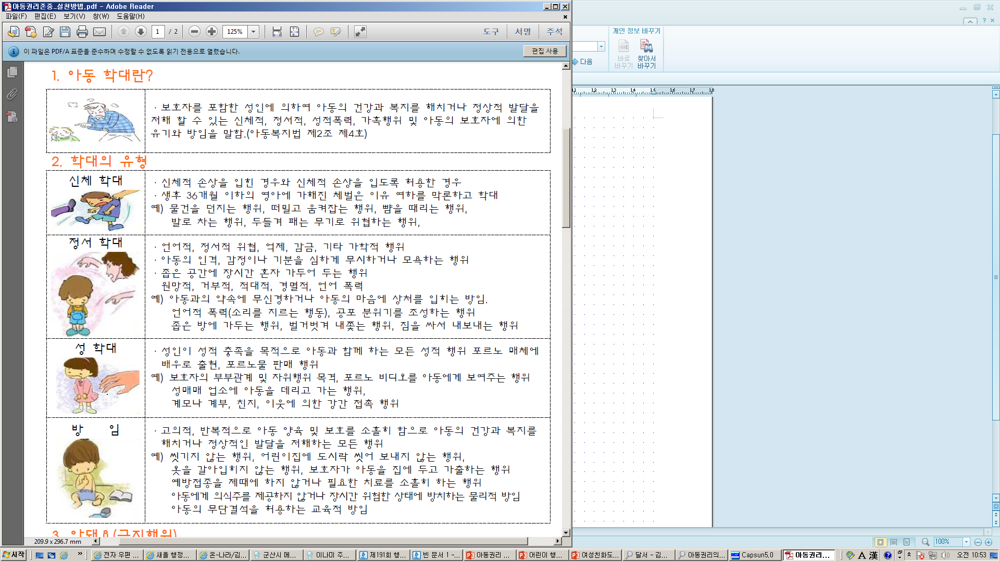 아동권리존중_실천방법.pdf - Adobe Reader
파일(F) 편집(E) 보기(V) 창(W) 도움말(H)
1 / 2 125% 도구 서명 주석
이 파일은 PDF/A 표준을 준수하며 수정할 수 없도록 읽기 전용으로 열렸습니다. 편집 사용
1. 아동 학대란?
· 보호자를 포함한 성인에 의하여 아동의 건강과 복지를 해치거나 정상적 발달을
저해 할 수 있는 신체적, 정서적, 성적폭력, 가혹행위 및 아동의 보호자에 의한
유기와 방임을 말함.(아동복지법 제2조 제4호)
2. 학대의 유형
신체 학대
· 신체적 손상을 입힌 경우와 신체적 손상을 입도록 허용한 경우
· 생후 36개월 이하의 영아에 가해진 체벌은 이유 여하를 막론하고 학대
예) 물건을 던지는 행위, 떠밀고 움켜잡는 행위, 뺨을 때리는 행위,
발로 차는 행위, 두들겨 패는 무기로 위협하는 행위,
정서 학대
· 언어적, 정서적 위협, 억제, 감금, 기타 가학적 행위
· 아동의 인격, 감정이나 기분을 심하게 무시하거나 모욕하는 행위
· 좁은 공간에 장시간 혼자 가두어 두는 행위
원망적, 거부적, 적대적, 경멸적, 언어 폭력
예) 아동과의 약속에 무신경하거나 아동의 마음에 상처를 입히는 방임.
언어적 폭력(소리를 지르는 행동), 공포 분위기를 조성하는 행위
좁은 방에 가두는 행위, 벌거벗겨 내쫓는 행위, 짐을 싸서 내보내는 행위
성 학대
· 성인이 성적 충족을 목적으로 아동과 함께 하는 모든 성적 행위 포르노 매체에
배우로 출현, 포르노물 판매 행위
예) 보호자의 부부관계 및 자위행위 목격, 포르노 비디오를 아동에게 보여주는 행위
성매매 업소에 아동을 데리고 가는 행위,
계모나 계부, 친지, 이웃에 의한 강간 접촉 행위
방 임
· 고의적, 반복적으로 아동 양육 및 보호를 소홀히 함으로 아동의 건강과 복지를
해치거나 정상적인 발달을 저해하는 모든 행위
예) 씻기지 않는 행위, 어린이집에 도시락 씻어 보내지 않는 행위,
옷을 갈아입히지 않는 행위, 보호자가 아동을 집에 두고 가출하는 행위
예방접종을 제때에 하지 않거나 필요한 치료를 소홀히 하는 행위
아동에게 의식주를 제공하지 않거나 장시간 위험한 상태에 방치하는 물리적 방임
아동의 무단결석을 허용하는 교육적 방임
209.9 x 296.7 mm
개인 정보 바꾸기
바로 바꾸기
찾아서 바꾸기
다음
11 12 13 14 15 16 17 18
100%
시작 전자 우편 ... 새올 행정... 온-나라/김... 군산시 메... 이나미 주... 제191회 행... 빈 문서 1 -... 아동권리 ... 어린이 행... 여성친화도... 달서 - 김... 아동권리의... Capsun5,0 아동권리... A 漢 오전 10:53